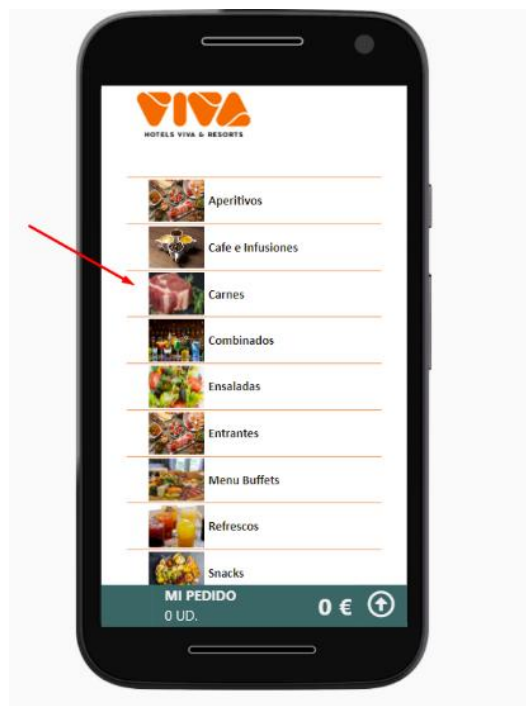 VIVA
HOTELS VIVA & RESORTS
Aperitivos
Cafe e Infusiones
Carnes
Combinados
Ensaladas
Entrantes
Menu Buffets
Refrescos
Snacks
MI PEDIDO
0 UD.
0 €